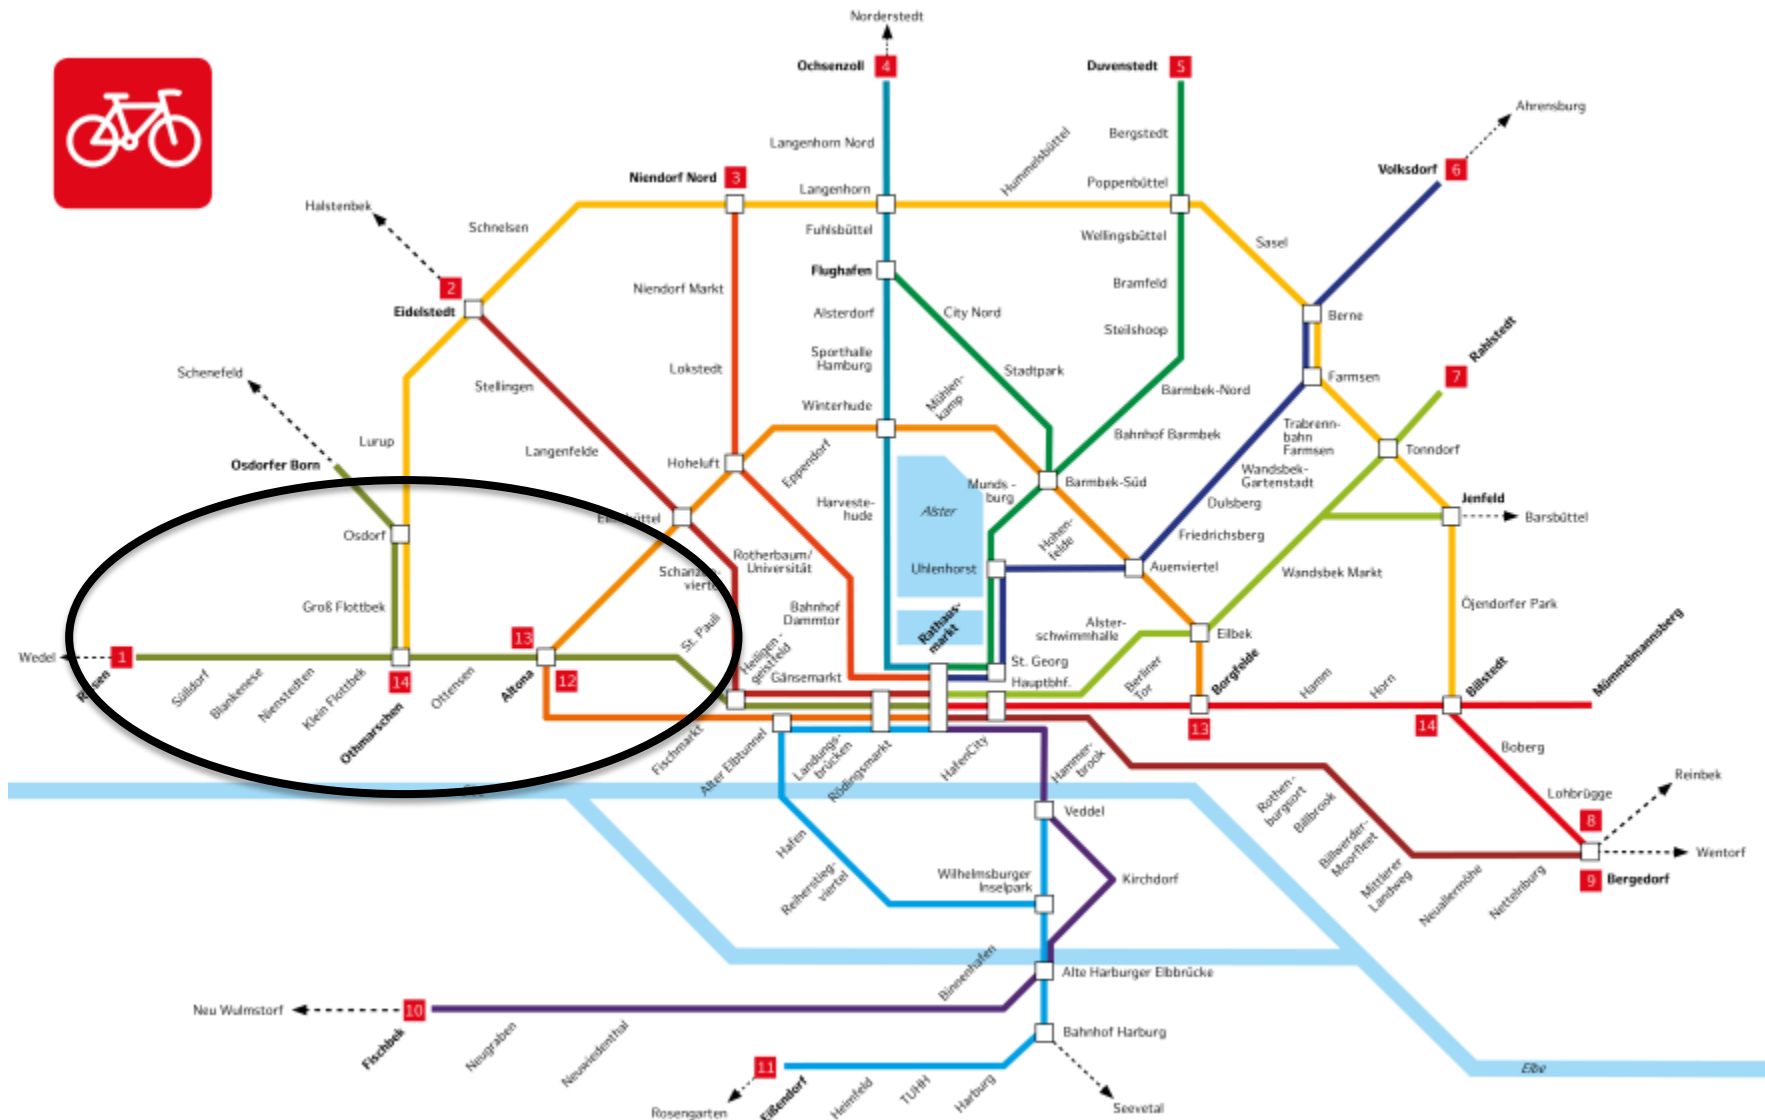 Norderstedt
Ochsenzoll
4
Duvenstedt
5
Ahrensburg
Langenhorn Nord
Hummelsbüttel
Bergstedt
Volksdorf
6
Niendorf Nord
3
Langenhorn
Poppenbüttel
Halstenbek
Schnelsen
Fuhlsbüttel
Wellingsbüttel
Sasel
2
Eidelstedt
Niendorf Markt
Flughafen
Bramfeld
Alsterdorf
City Nord
Steilshoop
Berne
Rahlstedt
7
Schenefeld
Stellingen
Lokstedt
Sporthalle
Hamburg
Stadtpark
Farmsen
Winterhude
Mühlen-
kamp
Barmbek-Nord
Lurup
Langenfelde
Hoheluft
Eppendorf
Bahnhof Barmbek
Trabrenn-
bahn
Farmsen
Tonndorf
Osdorfer Born
Harveste-
hude
Munds-
burg
Barmbek-Süd
Wandsbek-
Gartenstadt
Dulsberg
Jenfeld
Barsbüttel
Alster
Osdorf
Hohen-
felde
Friedrichsberg
Rotherbaum/
Universität
Uhlenhorst
Auenviertel
Wandsbek Markt
Groß Flottbek
Bahnhof
Dammtor
Rathaus-
markt
Alster-
schwimmhalle
Eilbek
Öjendorfer Park
Wedel
1
13
St. Pauli
Heiligen-
geistfeld
Gänsemarkt
St. Georg
Hauptbhf.
Berliner
Tor
Borgfelde
Hamm
Horn
Billstedt
Mümmelmannsberg
Sülldorf
Blankenese
Nienstedten
Klein Flottbek
14
Othmarschen
Ottensen
Altona
12
13
14
Fischmarkt
Alter Elbtunnel
Landungs-
brücken
Rödingsmarkt
HafenCity
Hammer-
brook
Boberg
Reinbek
Lohbrügge
8
Wentorf
9
Bergedorf
Rothen-
burgsort
Billbrook
Billwerder-
Moorfleet
Mittlerer
Landweg
Neuallermöhe
Nettelnburg
Veddel
Hafen
Reiherstieg-
viertel
Wilhelmsburger
Inselpark
Kirchdorf
Binnenhafen
Alte Harburger Elbbrücke
Neu Wulmstorf
10
Fischbek
Neugraben
Neuwiedenthal
Bahnhof Harburg
11
Eißendorf
Heimfeld
TUHH
Harburg
Rosengarten
Seevetal
Elbe